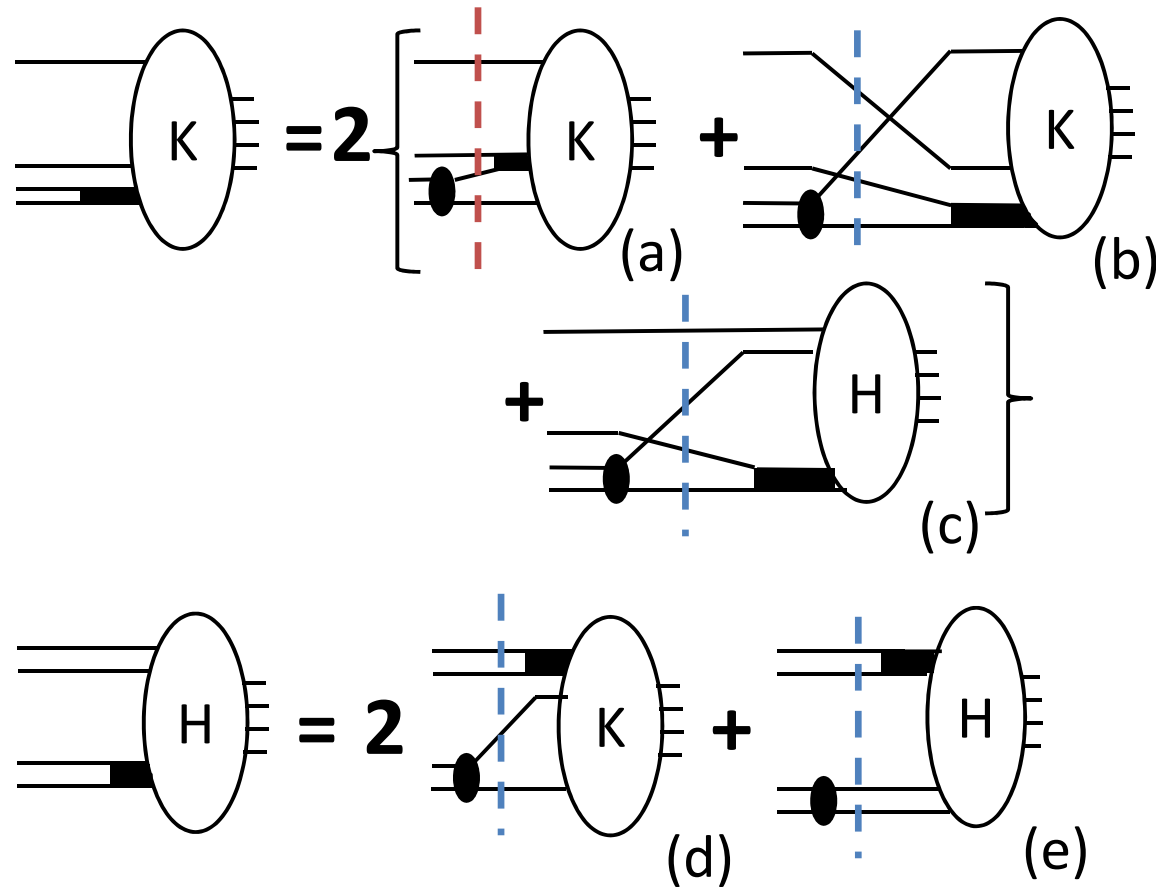 K = 2 { K (a) + K (b)
+ H (c) }
H = 2 K (d) + H (e)